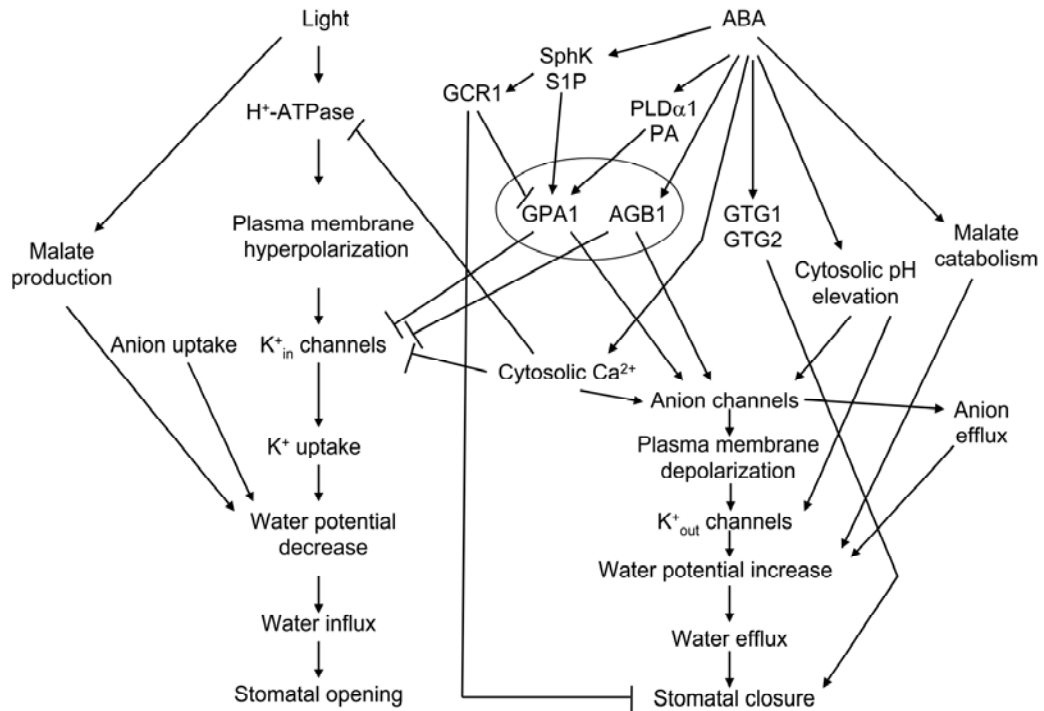 Light
ABA
SphK
S1P
GCR1
H⁺-ATPase
PLDα1
PA
GPA1
AGB1
GTG1
GTG2
Plasma membrane
hyperpolarization
Malate
production
Malate
catabolism
Cytosolic pH
elevation
Anion uptake
K⁺in channels
Cytosolic Ca²⁺
Anion channels
Anion
efflux
K⁺ uptake
Plasma membrane
depolarization
Water potential
decrease
K⁺out channels
Water potential increase
Water influx
Water efflux
Stomatal opening
Stomatal closure